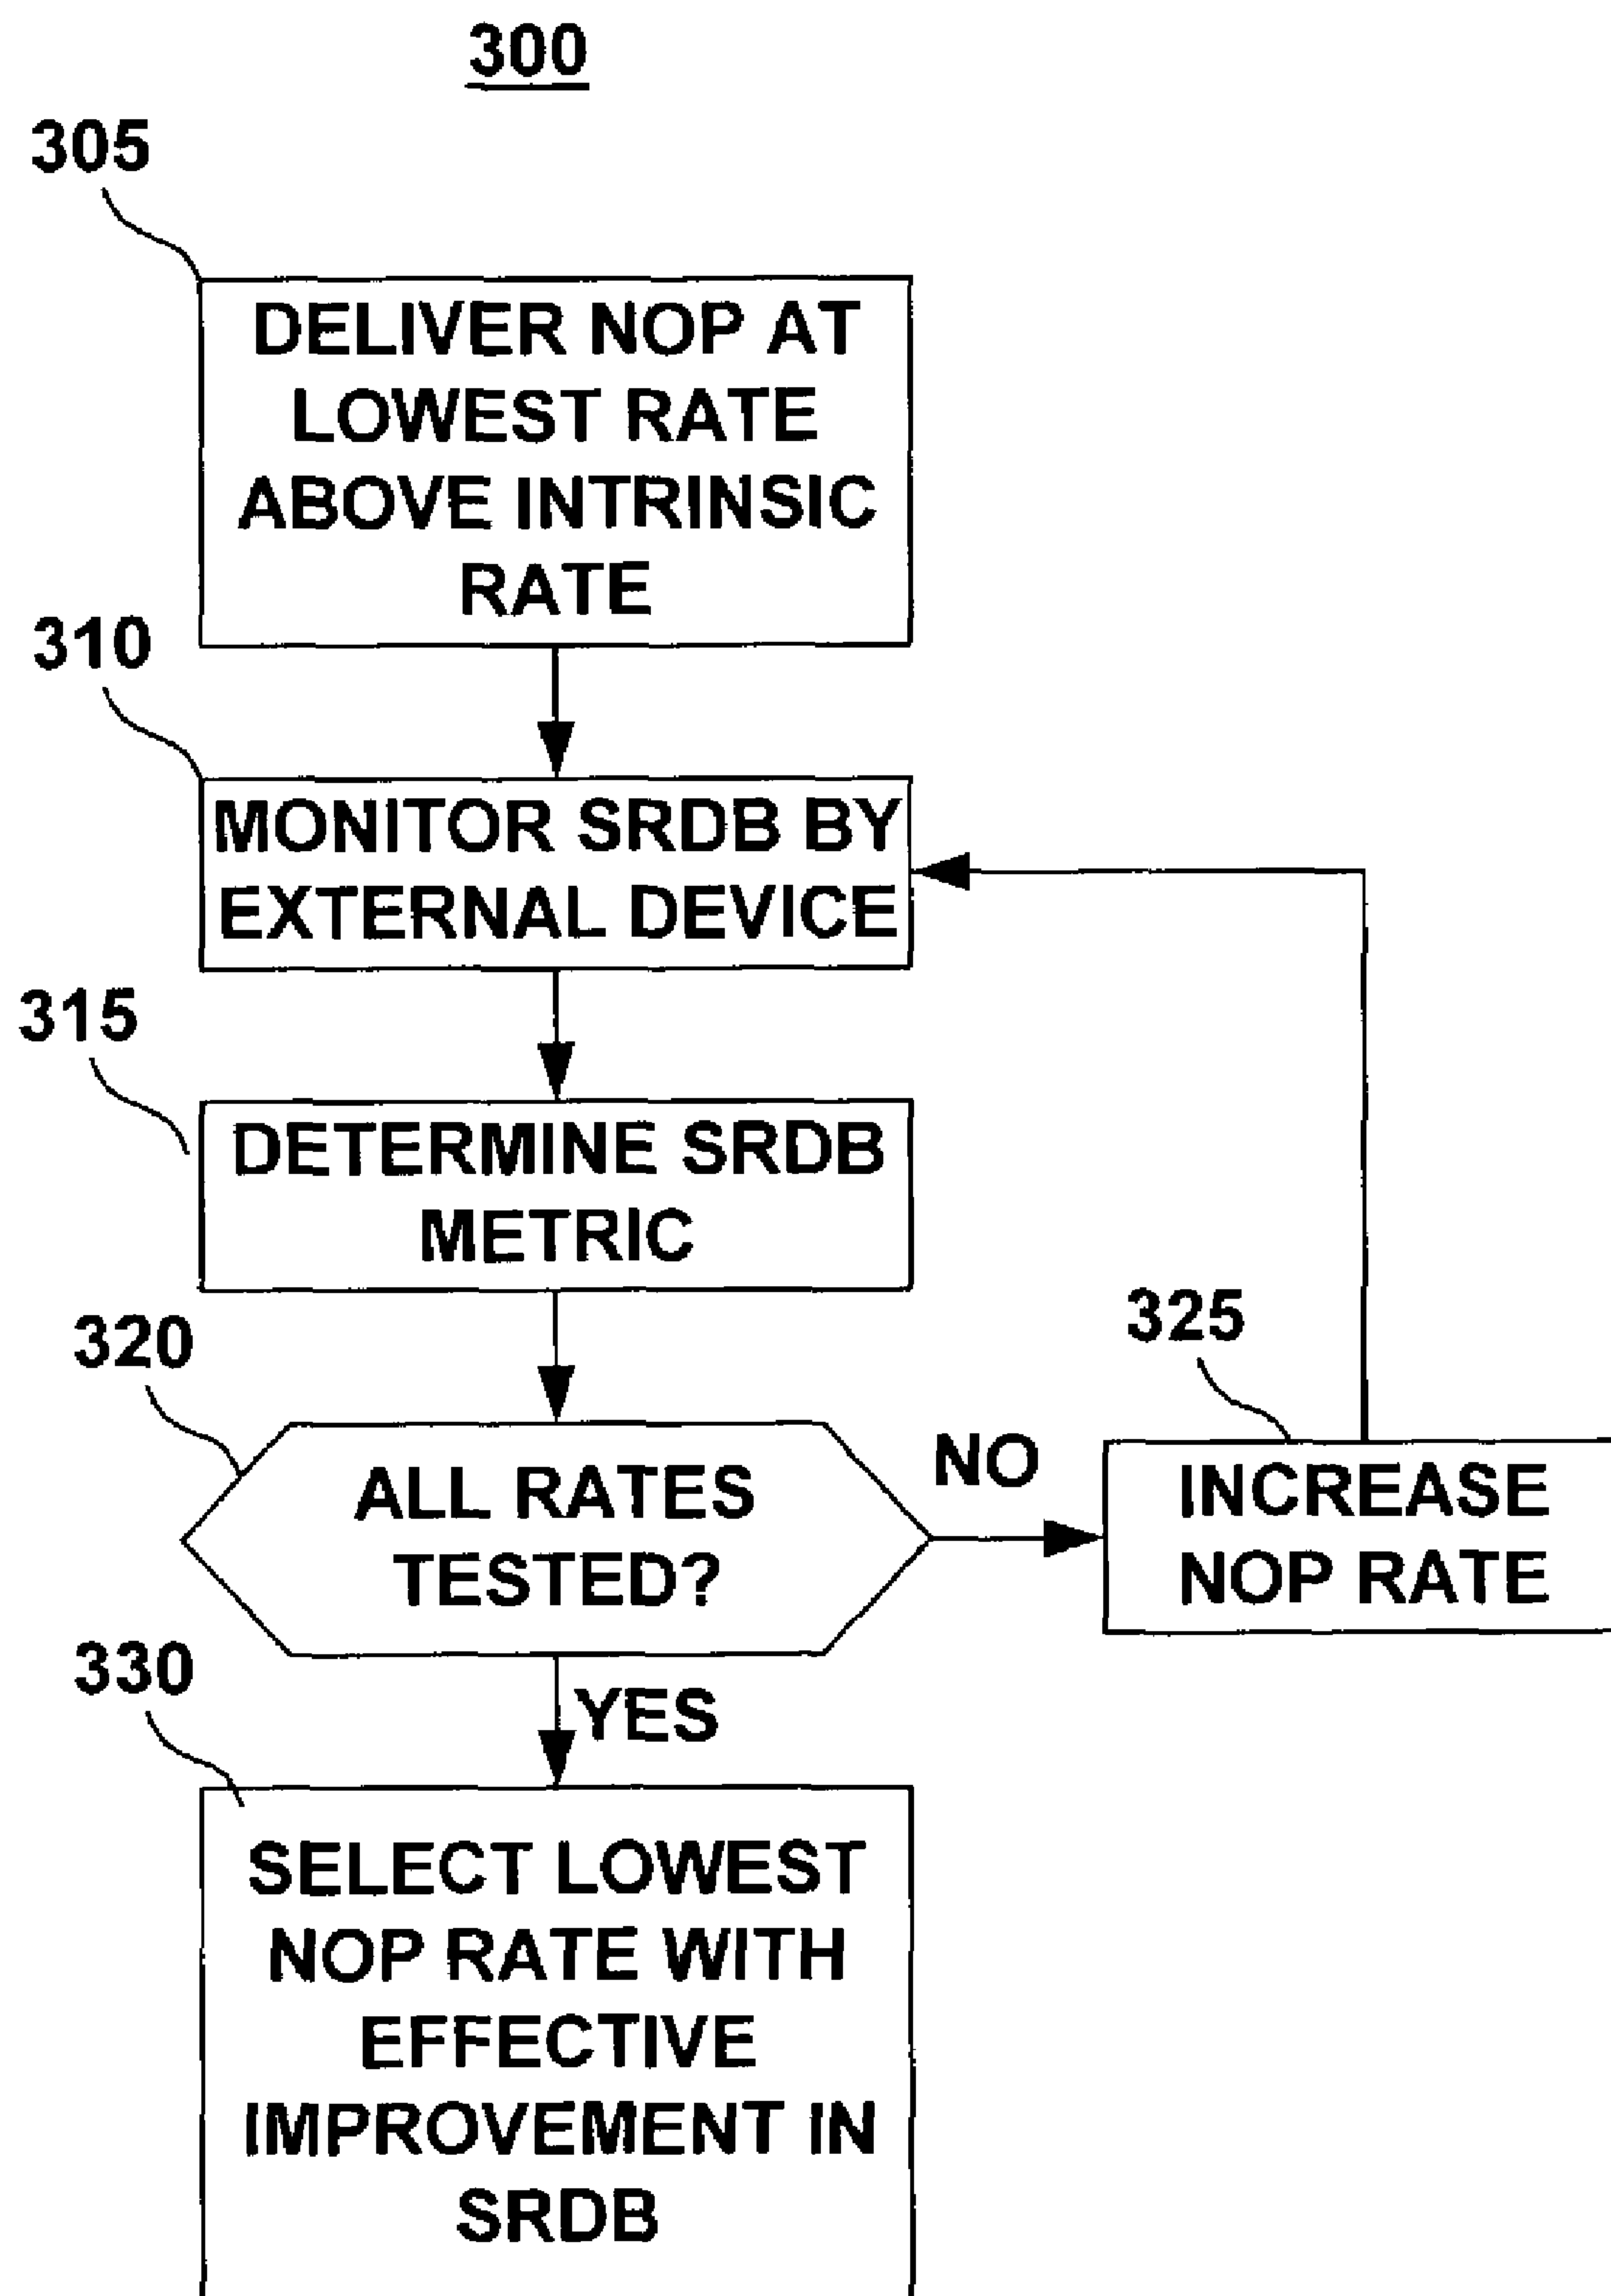 300
305
DELIVER NOP AT
LOWEST RATE
ABOVE INTRINSIC
RATE
310
MONITOR SRDB BY
EXTERNAL DEVICE
315
DETERMINE SRDB
METRIC
320
ALL RATES
TESTED?
NO
325
INCREASE
NOP RATE
YES
330
SELECT LOWEST
NOP RATE WITH
EFFECTIVE
IMPROVEMENT IN
SRDB